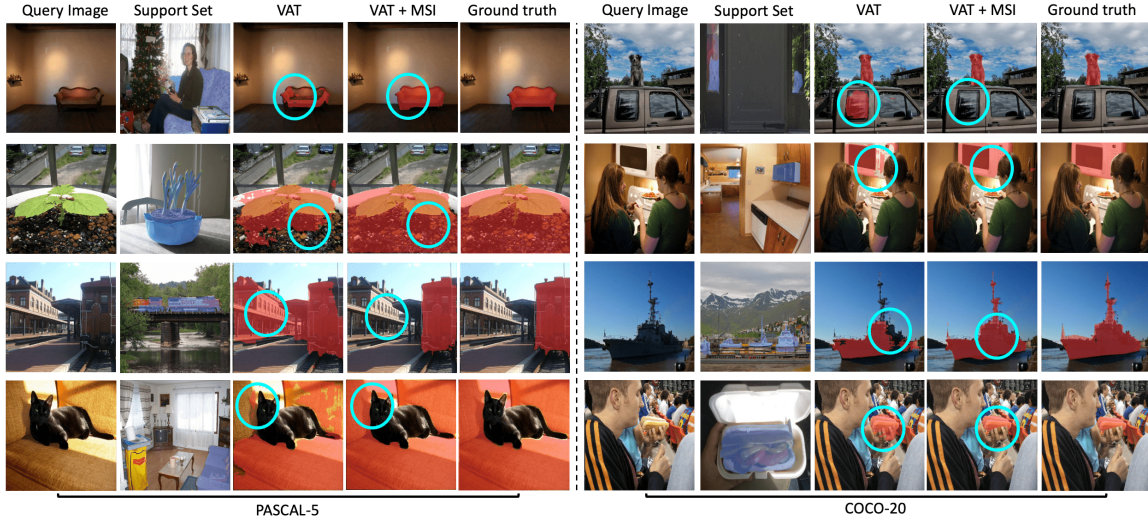 Query Image Support Set VAT VAT + MSI Ground truth Query Image Support Set VAT VAT + MSI Ground truth
PASCAL-5 COCO-20